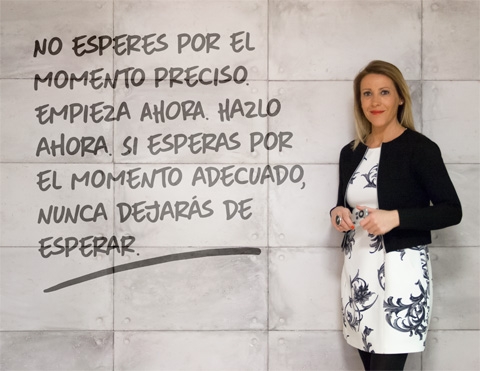 NO ESPERES POR EL
MOMENTO PRECISO.
EMPIEZA AHORA. HAZLO
AHORA. SI ESPERAS POR
EL MOMENTO ADECUADO,
NUNCA DEJARÁS DE
ESPERAR.